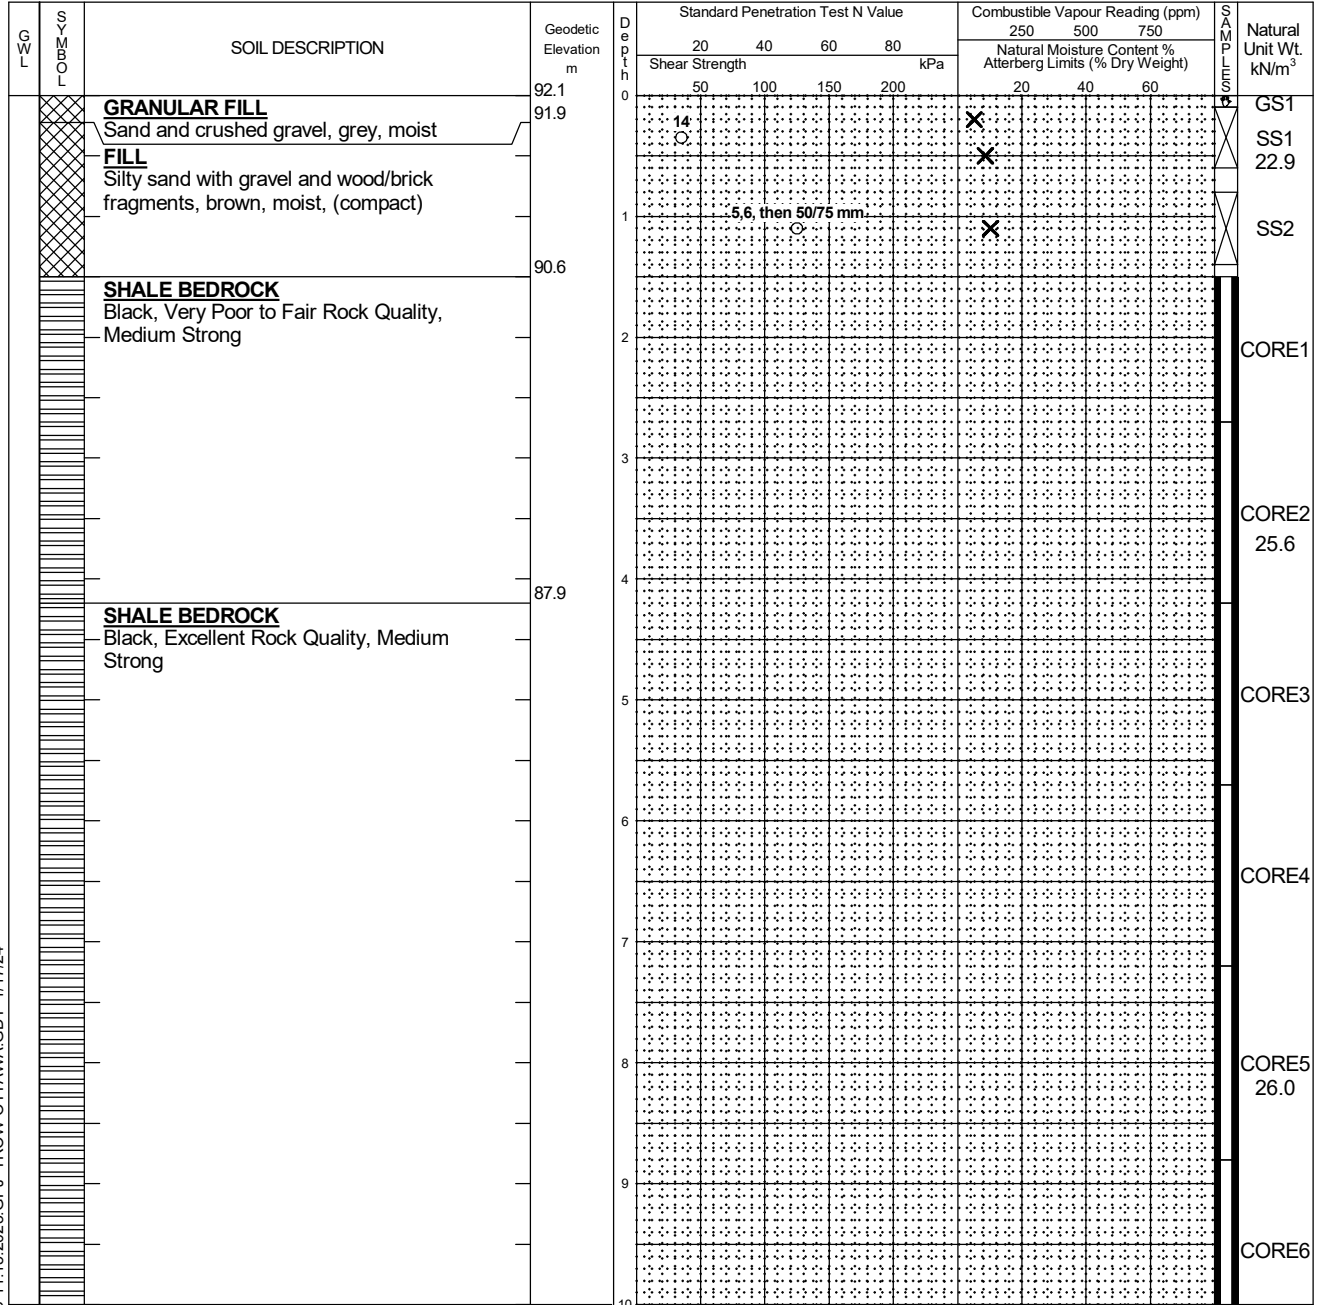 GWL
SYMBOL
SOIL DESCRIPTION
Geodetic
Elevation
m
Depth
Standard Penetration Test N Value
20 40 60 80
Shear Strength kPa
50 100 150 200
Combustible Vapour Reading (ppm)
250 500 750
Natural Moisture Content %
Atterberg Limits (% Dry Weight)
20 40 60
SAMPLES
Natural
Unit Wt.
kN/m³
92.1
0
GRANULAR FILL
Sand and crushed gravel, grey, moist
91.9
GS1
14
SS1
22.9
FILL
Silty sand with gravel and wood/brick
fragments, brown, moist, (compact)
5,6, then 50/75 mm
1
SS2
90.6
SHALE BEDROCK
Black, Very Poor to Fair Rock Quality,
Medium Strong
2
CORE1
3
CORE2
25.6
4
87.9
SHALE BEDROCK
Black, Excellent Rock Quality, Medium
Strong
5
CORE3
6
CORE4
7
8
CORE5
26.0
9
CORE6
10